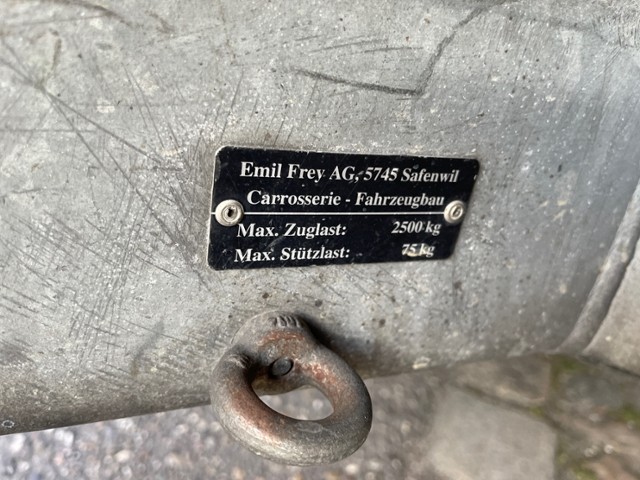 Emil Frey AG, 5745 Safenwil
Carrosserie - Fahrzeugbau
Max. Zuglast: 2500 kg
Max. Stützlast: 75 kg